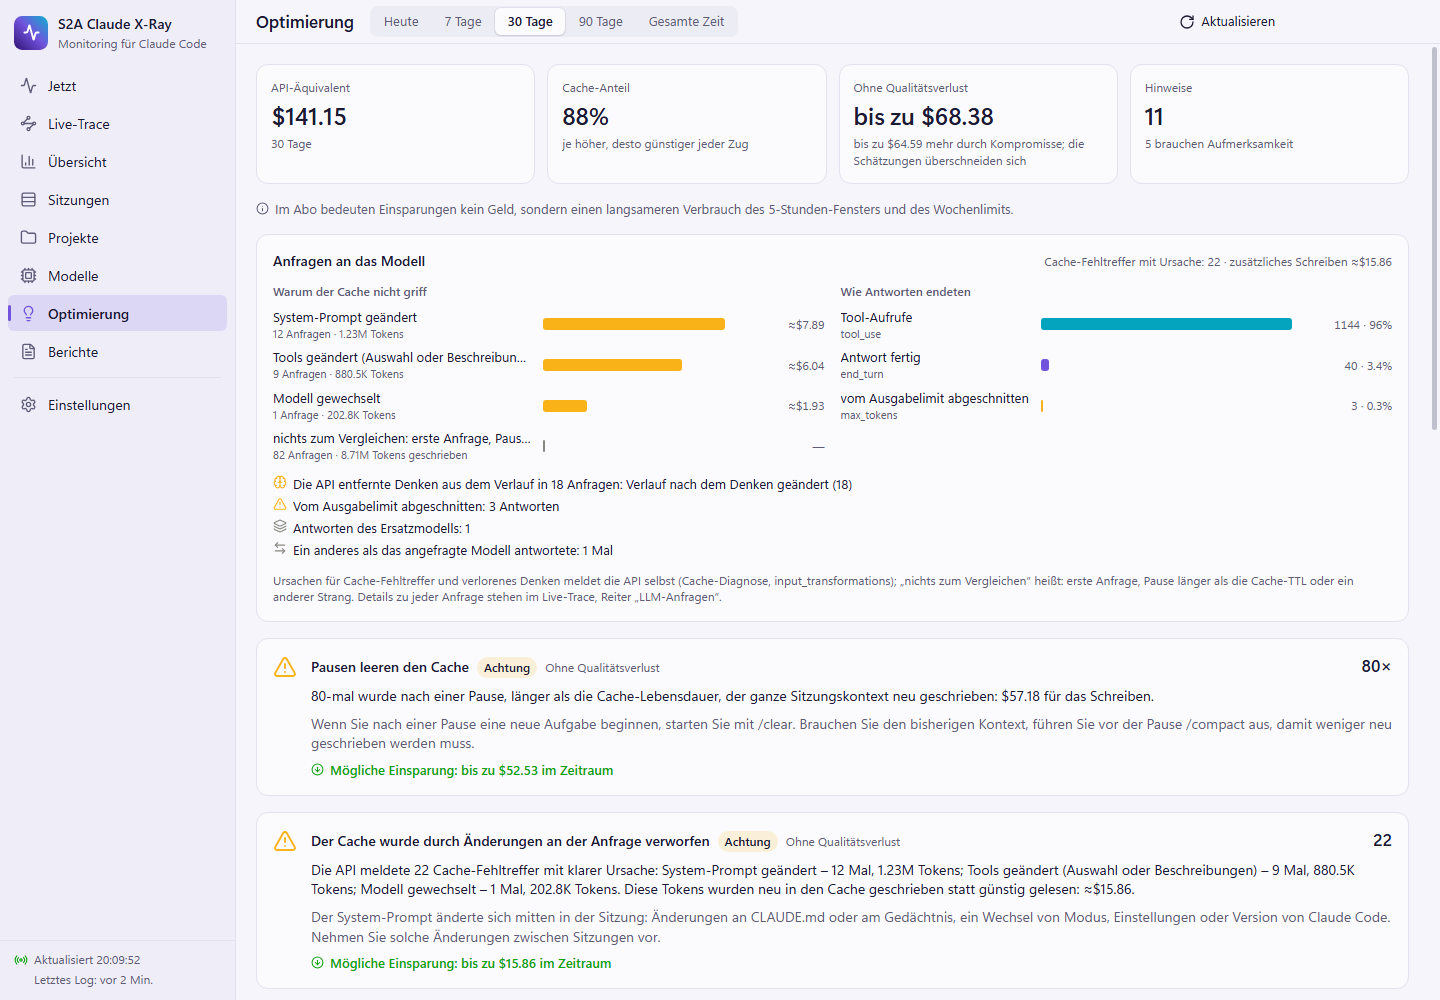 S2A Claude X-Ray
Monitoring für Claude Code
Jetzt
Live-Trace
Übersicht
Sitzungen
Projekte
Modelle
Optimierung
Berichte
Einstellungen
Aktualisiert 20:09:52
Letztes Log: vor 2 Min.
Optimierung
Heute
7 Tage
30 Tage
90 Tage
Gesamte Zeit
Aktualisieren
API-Äquivalent
$141.15
30 Tage
Cache-Anteil
88%
je höher, desto günstiger jeder Zug
Ohne Qualitätsverlust
bis zu $68.38
bis zu $64.59 mehr durch Kompromisse; die
Schätzungen überschneiden sich
Hinweise
11
5 brauchen Aufmerksamkeit
Im Abo bedeuten Einsparungen kein Geld, sondern einen langsameren Verbrauch des 5-Stunden-Fensters und des Wochenlimits.
Anfragen an das Modell
Cache-Fehltreffer mit Ursache: 22 · zusätzliches Schreiben ≈$15.86
Warum der Cache nicht griff
System-Prompt geändert
12 Anfragen · 1.23M Tokens
≈$7.89
Tools geändert (Auswahl oder Beschreibun...
9 Anfragen · 880.5K Tokens
≈$6.04
Modell gewechselt
1 Anfrage · 202.8K Tokens
≈$1.93
nichts zum Vergleichen: erste Anfrage, Paus...
82 Anfragen · 8.71M Tokens geschrieben
—
Wie Antworten endeten
Tool-Aufrufe
tool_use
1144 · 96%
Antwort fertig
end_turn
40 · 3.4%
vom Ausgabelimit abgeschnitten
max_tokens
3 · 0.3%
Die API entfernte Denken aus dem Verlauf in 18 Anfragen: Verlauf nach dem Denken geändert (18)
Vom Ausgabelimit abgeschnitten: 3 Antworten
Antworten des Ersatzmodells: 1
Ein anderes als das angefragte Modell antwortete: 1 Mal
Ursachen für Cache-Fehltreffer und verlorenes Denken meldet die API selbst (Cache-Diagnose, input_transformations); „nichts zum Vergleichen“ heißt: erste Anfrage, Pause länger als die Cache-TTL oder ein
anderer Strang. Details zu jeder Anfrage stehen im Live-Trace, Reiter „LLM-Anfragen“.
Pausen leeren den Cache
Achtung
Ohne Qualitätsverlust
80×
80-mal wurde nach einer Pause, länger als die Cache-Lebensdauer, der ganze Sitzungskontext neu geschrieben: $57.18 für das Schreiben.
Wenn Sie nach einer Pause eine neue Aufgabe beginnen, starten Sie mit /clear. Brauchen Sie den bisherigen Kontext, führen Sie vor der Pause /compact aus, damit weniger neu
geschrieben werden muss.
Mögliche Einsparung: bis zu $52.53 im Zeitraum
Der Cache wurde durch Änderungen an der Anfrage verworfen
Achtung
Ohne Qualitätsverlust
22
Die API meldete 22 Cache-Fehltreffer mit klarer Ursache: System-Prompt geändert – 12 Mal, 1.23M Tokens; Tools geändert (Auswahl oder Beschreibungen) – 9 Mal, 880.5K
Tokens; Modell gewechselt – 1 Mal, 202.8K Tokens. Diese Tokens wurden neu in den Cache geschrieben statt günstig gelesen: ≈$15.86.
Der System-Prompt änderte sich mitten in der Sitzung: Änderungen an CLAUDE.md oder am Gedächtnis, ein Wechsel von Modus, Einstellungen oder Version von Claude Code.
Nehmen Sie solche Änderungen zwischen Sitzungen vor.
Mögliche Einsparung: bis zu $15.86 im Zeitraum